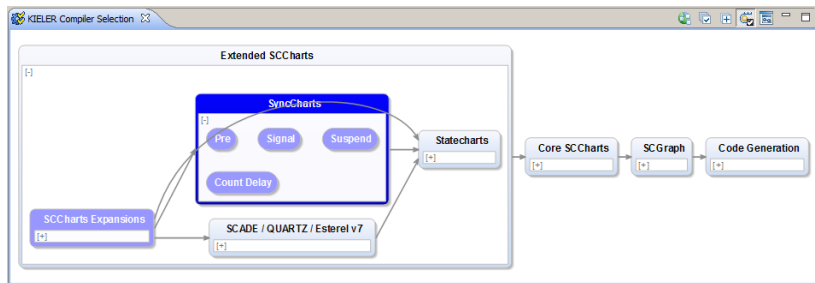 KIELER Compiler Selection
Extended SCCharts
[-]
SyncCharts
[-]
Pre
Signal
Suspend
Count Delay
Statecharts
[+]
Core SCCharts
[+]
SCGraph
[+]
Code Generation
[+]
SCCharts Expansions
[+]
SCADE / QUARTZ / Esterel v7
[+]